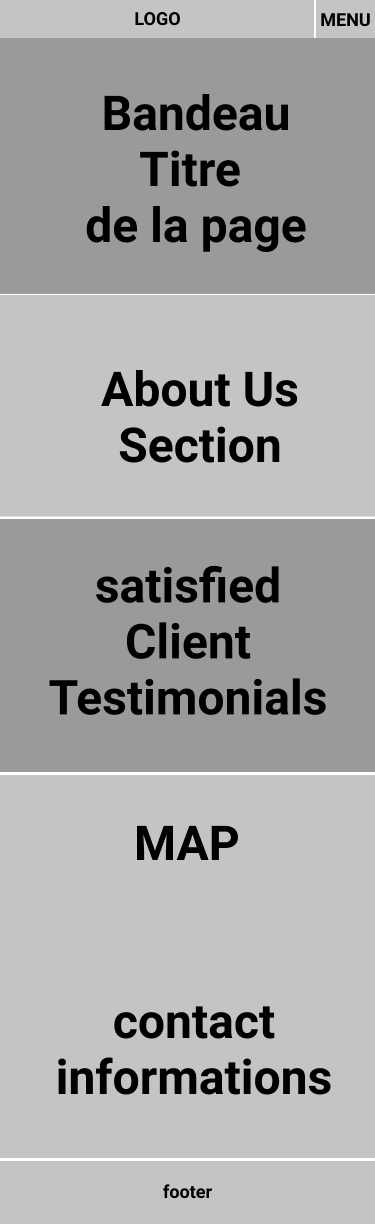 LOGO
MENU
Bandeau
Titre
de la page
About Us
Section
satisfied
Client
Testimonials
MAP
contact
informations
footer